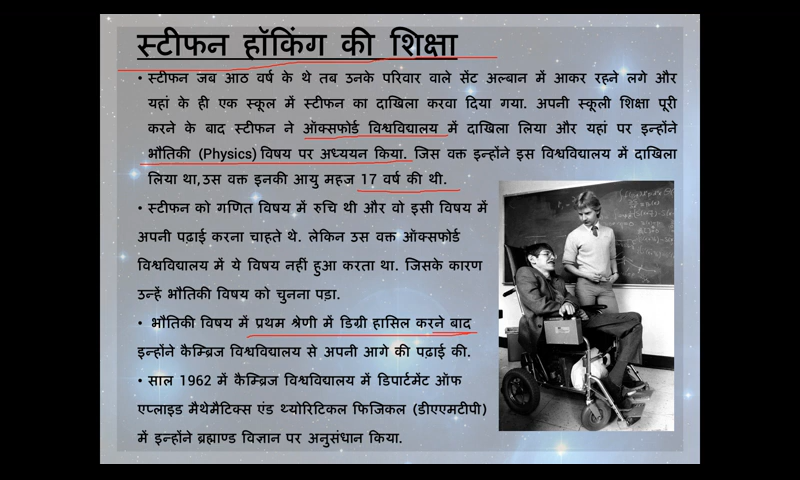 स्टीफन हॉकिंग की शिक्षा
• स्टीफन जब आठ वर्ष के थे तब उनके परिवार वाले सेंट अल्बान में आकर रहने लगे और
यहां के ही एक स्कूल में स्टीफन का दाखिला करवा दिया गया. अपनी स्कूली शिक्षा पूरी
करने के बाद स्टीफन ने ऑक्सफोर्ड विश्वविद्यालय में दाखिला लिया और यहां पर इन्होंने
भौतिकी (Physics) विषय पर अध्ययन किया. जिस वक्त इन्होंने इस विश्वविद्यालय में दाखिला
लिया था,उस वक्त इनकी आयु महज 17 वर्ष की थी.
• स्टीफन को गणित विषय में रुचि थी और वो इसी विषय में
अपनी पढ़ाई करना चाहते थे. लेकिन उस वक्त ऑक्सफोर्ड
विश्वविद्यालय में ये विषय नहीं हुआ करता था. जिसके कारण
उन्हें भौतिकी विषय को चुनना पड़ा.
• भौतिकी विषय में प्रथम श्रेणी में डिग्री हासिल करने बाद
इन्होंने कैम्ब्रिज विश्वविद्यालय से अपनी आगे की पढ़ाई की.
• साल 1962 में कैम्ब्रिज विश्वविद्यालय में डिपार्टमेंट ऑफ
एप्लाइड मैथेमैटिक्स एंड थ्योरिटिकल फिजिकल (डीएएमटीपी)
में इन्होंने ब्रह्माण्ड विज्ञान पर अनुसंधान किया.